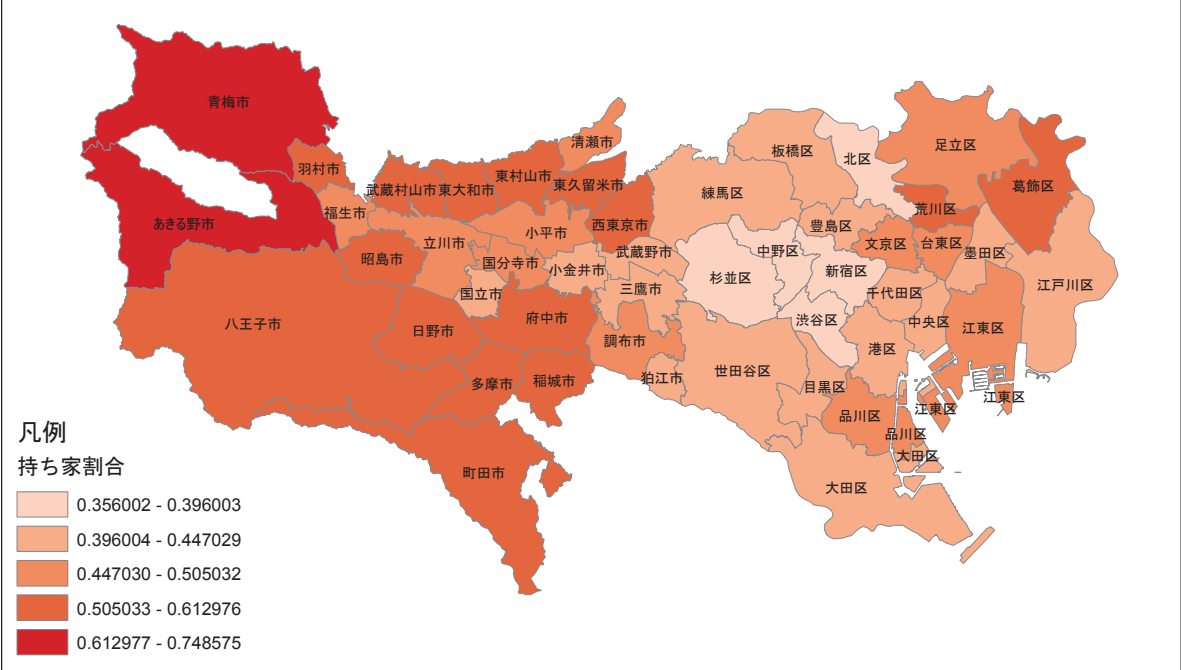 青梅市
清瀬市
板橋区
北区
足立区
羽村市
武蔵村山市
東大和市
東村山市
東久留米市
練馬区
葛飾区
あきる野市
福生市
立川市
小平市
西東京市
豊島区
荒川区
文京区
台東区
昭島市
国分寺市
小金井市
武蔵野市
中野区
墨田区
国立市
三鷹市
杉並区
新宿区
千代田区
江戸川区
八王子市
日野市
府中市
調布市
渋谷区
中央区
江東区
港区
多摩市
稲城市
狛江市
世田谷区
目黒区
江東区
江東区
品川区
品川区
大田区
町田市
大田区
凡例
持ち家割合
0.356002 - 0.396003
0.396004 - 0.447029
0.447030 - 0.505032
0.505033 - 0.612976
0.612977 - 0.748575